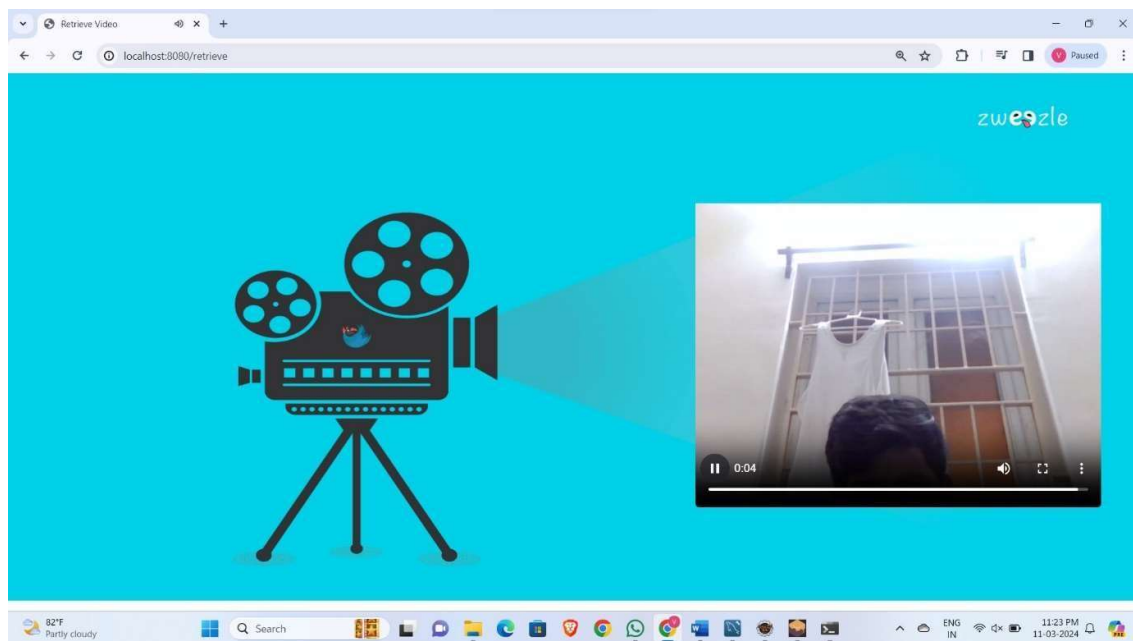 Retrieve Video
localhost:8080/retrieve
Paused
zweezle
0:04
82°F
Partly cloudy
Search
ENG
IN
11:23 PM
11-03-2024